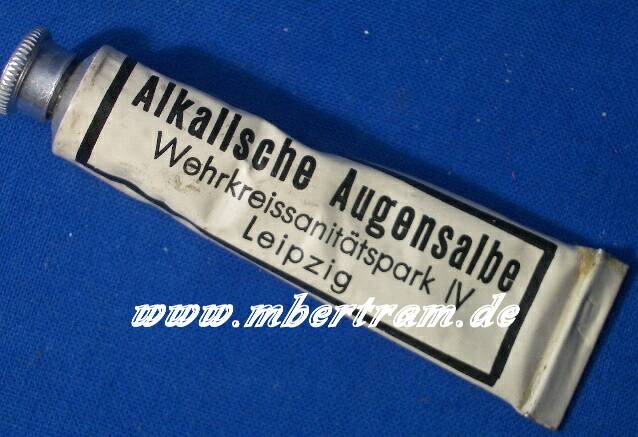 Alkalische Augensalbe
Wehrkreissanitätspark IV
Leipzig
www.mbertram.de